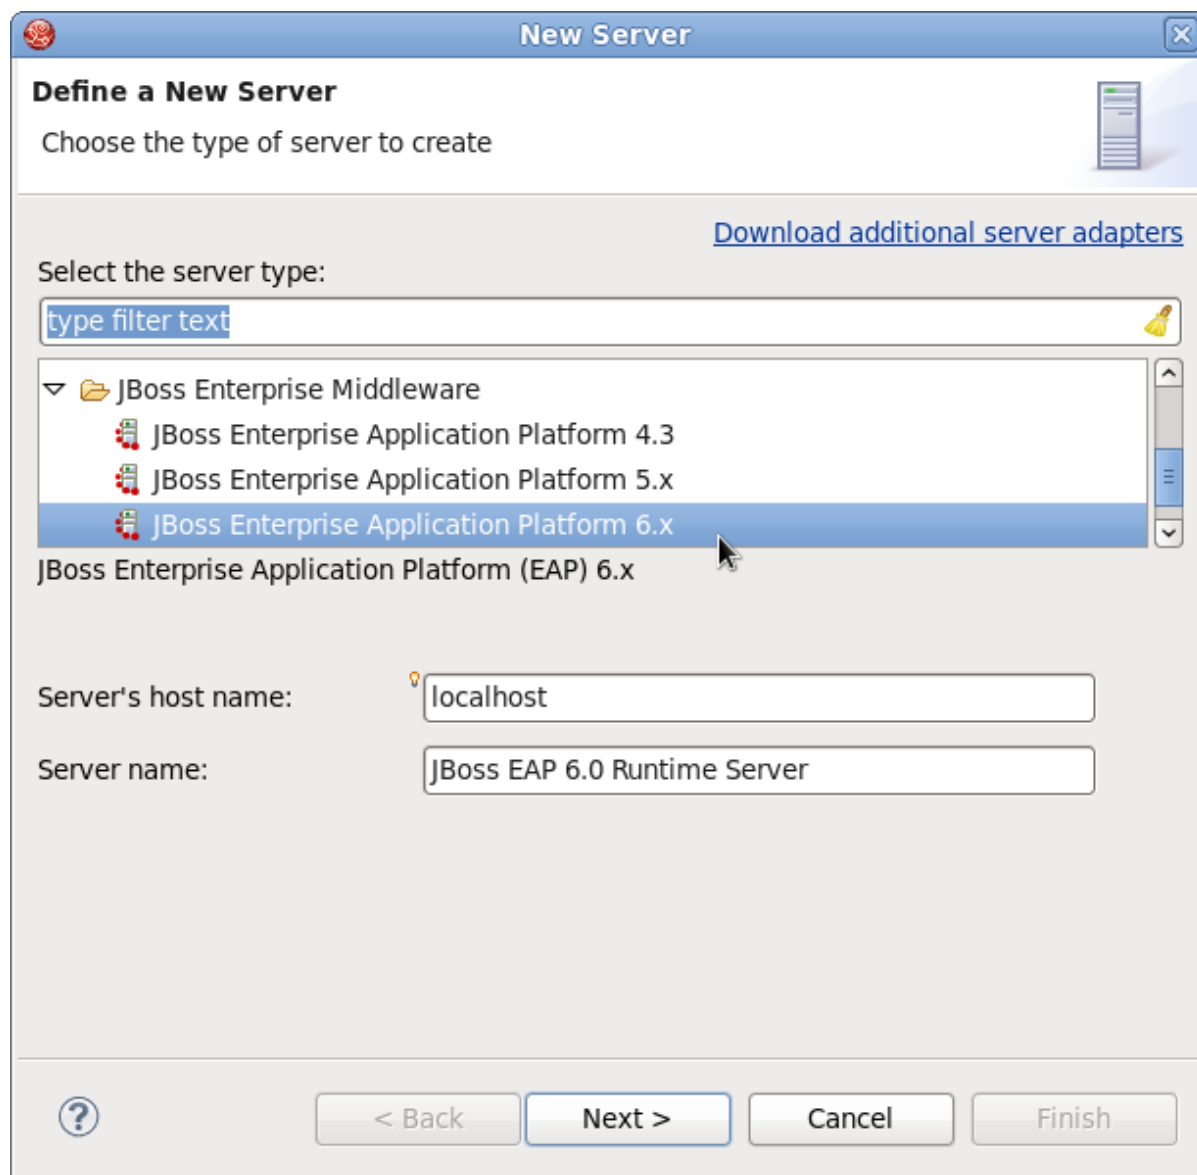 New Server
Define a New Server
Choose the type of server to create
Download additional server adapters
Select the server type:
type filter text
JBoss Enterprise Middleware
JBoss Enterprise Application Platform 4.3
JBoss Enterprise Application Platform 5.x
JBoss Enterprise Application Platform 6.x
JBoss Enterprise Application Platform (EAP) 6.x
Server's host name: localhost
Server name: JBoss EAP 6.0 Runtime Server
? < Back Next > Cancel Finish